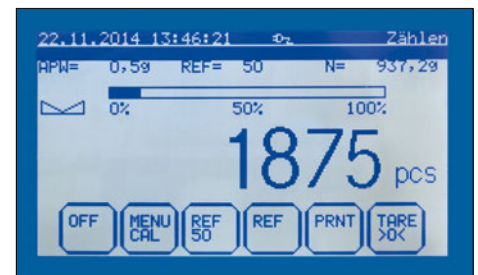 22.11.2014 13:46:21 Zählen
APW= 0,5g REF= 50 N= 937,2g
0% 50% 100%
1875 pcs
OFF MENU CAL REF 50 REF PRNT TARE >0<